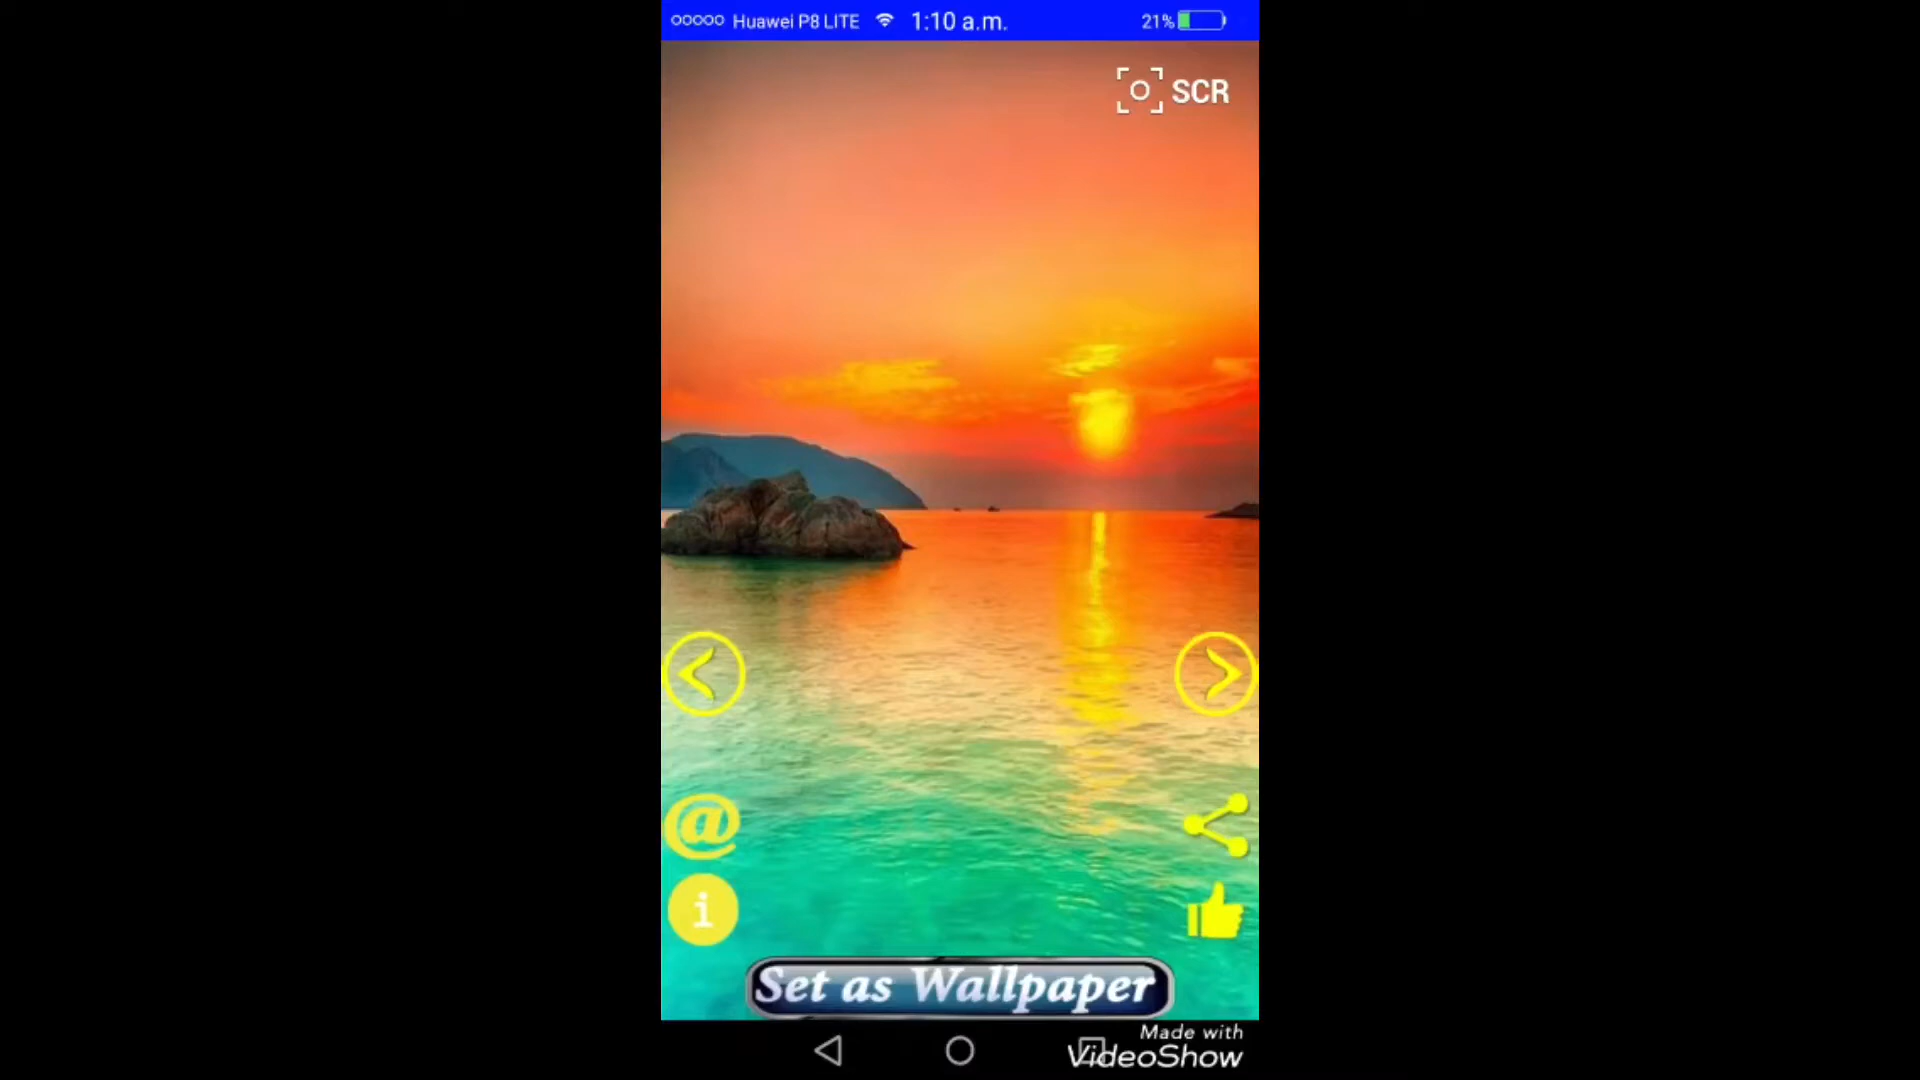 Huawei P8 LITE 1:10 a.m. 21%
SCR
@
i
Set as Wallpaper
Made with
VideoShow